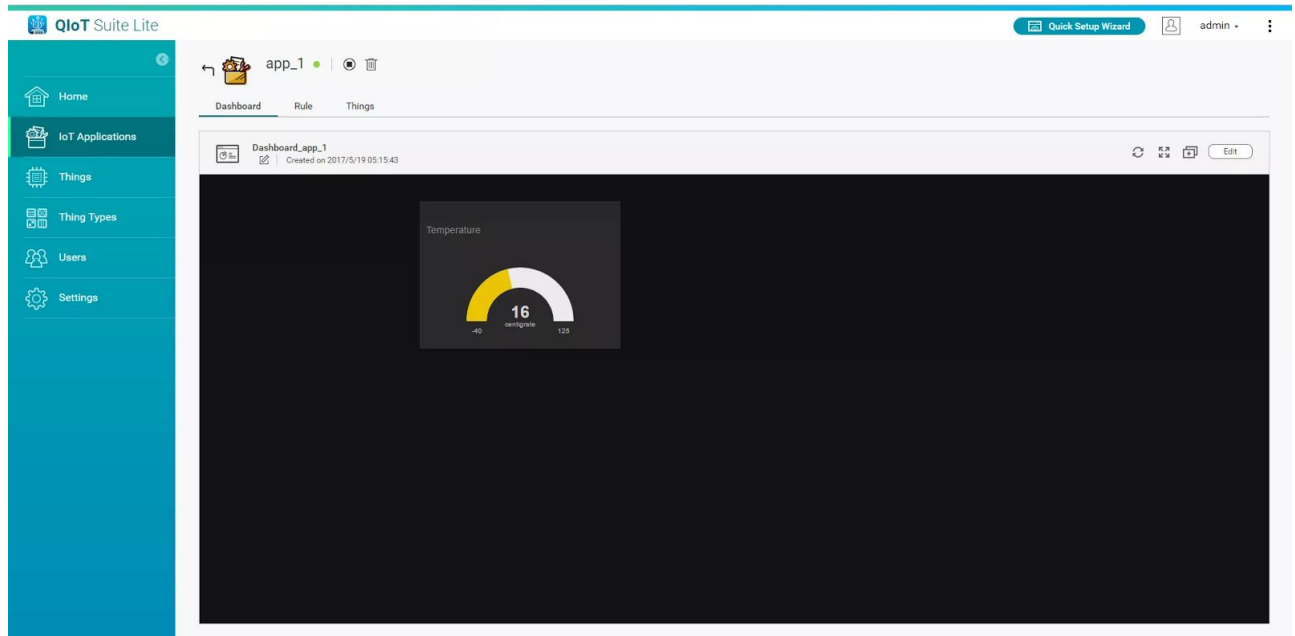 QIoT Suite Lite
Quick Setup Wizard
admin
Home
IoT Applications
Things
Thing Types
Users
Settings
app_1
Dashboard Rule Things
Dashboard_app_1
Created on 2017/5/19 05:15:43
Edit
Temperature
16
centigrate
-40 125